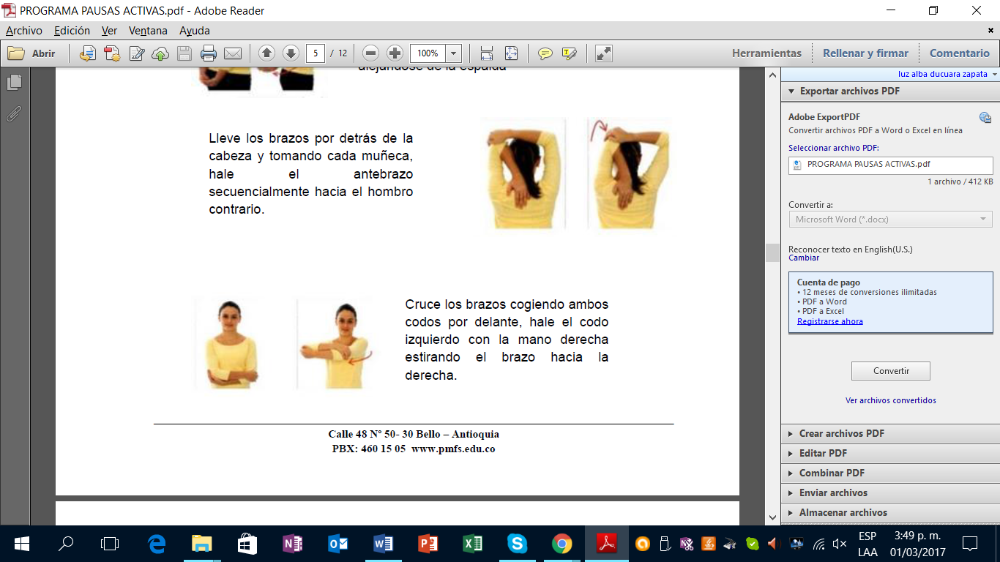 PROGRAMA PAUSAS ACTIVAS.pdf - Adobe Reader
Archivo Edición Ver Ventana Ayuda
Abrir 5 / 12 100% Herramientas Rellenar y firmar Comentario
alejándose de la espalda
Lleve los brazos por detrás de la
cabeza y tomando cada muñeca,
hale el antebrazo
secuencialmente hacia el hombro
contrario.
Cruce los brazos cogiendo ambos
codos por delante, hale el codo
izquierdo con la mano derecha
estirando el brazo hacia la
derecha.
Calle 48 Nº 50- 30 Bello – Antioquia
PBX: 460 15 05 www.pmfs.edu.co
luz alba ducuara zapata
Exportar archivos PDF
Adobe ExportPDF
Convertir archivos PDF a Word o Excel en línea
Seleccionar archivo PDF:
PROGRAMA PAUSAS ACTIVAS.pdf
1 archivo / 412 KB
Convertir a:
Microsoft Word (*.docx)
Reconocer texto en English(U.S.)
Cambiar
Cuenta de pago
• 12 meses de conversiones ilimitadas
• PDF a Word
• PDF a Excel
Registrarse ahora
Convertir
Ver archivos convertidos
Crear archivos PDF
Editar PDF
Combinar PDF
Enviar archivos
Almacenar archivos
ESP 3:49 p. m.
LAA 01/03/2017